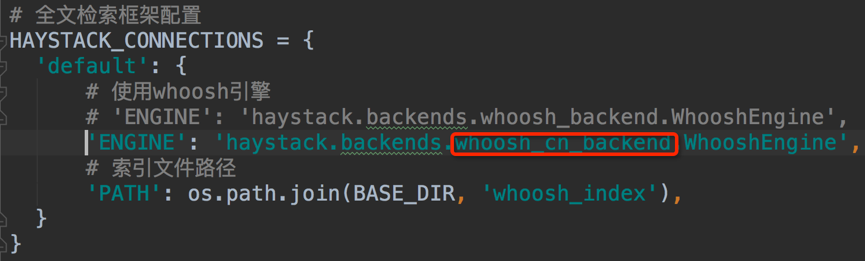 # 全文检索框架配置
HAYSTACK_CONNECTIONS = {
'default': {
# 使用whoosh引擎
# 'ENGINE': 'haystack.backends.whoosh_backend.WhooshEngine',
'ENGINE': 'haystack.backends.whoosh_cn_backend.WhooshEngine',
# 索引文件路径
'PATH': os.path.join(BASE_DIR, 'whoosh_index'),
}
}